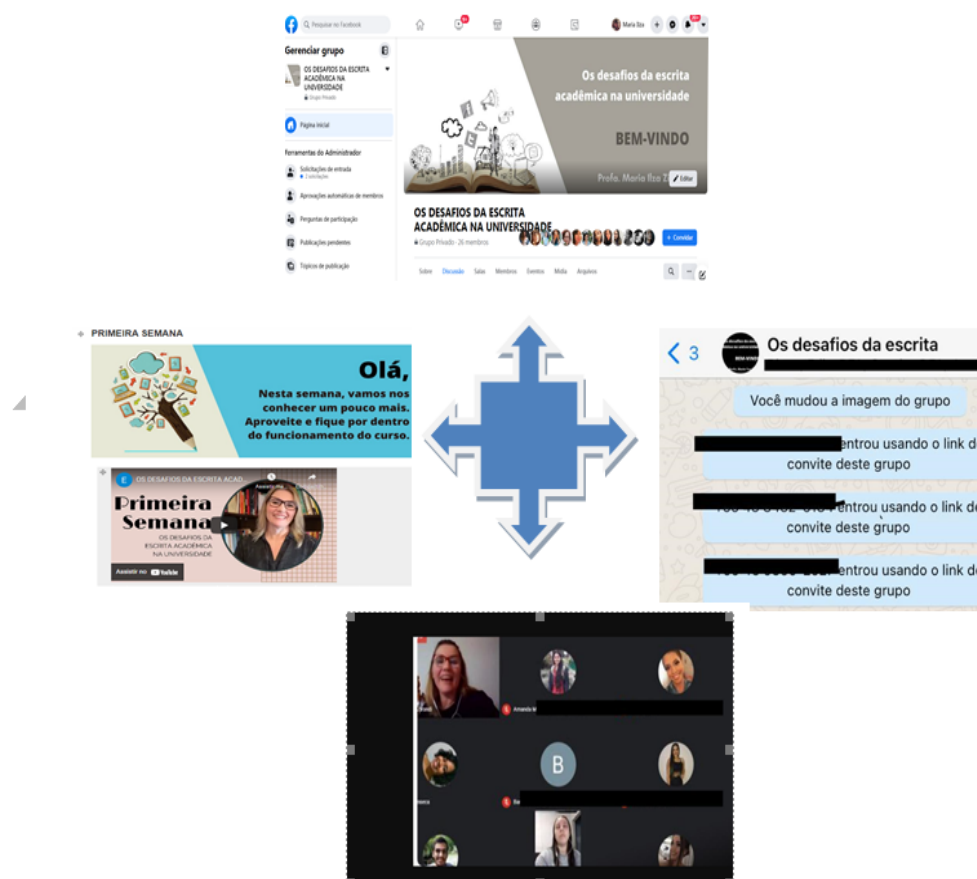 Pesquisar no Facebook
Maria Ilza
Gerenciar grupo
OS DESAFIOS DA ESCRITA
ACADÊMICA NA
UNIVERSIDADE
Grupo Privado
Página inicial
Ferramentas do Administrador
Solicitações de entrada
2 solicitações
Aprovações automáticas de membros
Perguntas de participação
Publicações pendentes
Tópicos de publicação
Os desafios da escrita
acadêmica na universidade
BEM-VINDO
Profa. Maria Ilza
Editar
OS DESAFIOS DA ESCRITA
ACADÊMICA NA UNIVERSIDADE
Grupo Privado · 26 membros
+ Convidar
Sobre Discussão Salas Membros Eventos Mídia Arquivos
PRIMEIRA SEMANA
Olá,
Nesta semana, vamos nos
conhecer um pouco mais.
Aproveite e fique por dentro
do funcionamento do curso.
E OS DESAFIOS DA ESCRITA ACAD
Primeira
Semana
OS DESAFIOS DA
ESCRITA ACADÊMICA
NA UNIVERSIDADE
Assistir no YouTube
3 Os desafios da escrita
Você mudou a imagem do grupo
entrou usando o link de
convite deste grupo
entrou usando o link de
convite deste grupo
entrou usando o link de
convite deste grupo
Amanda
B